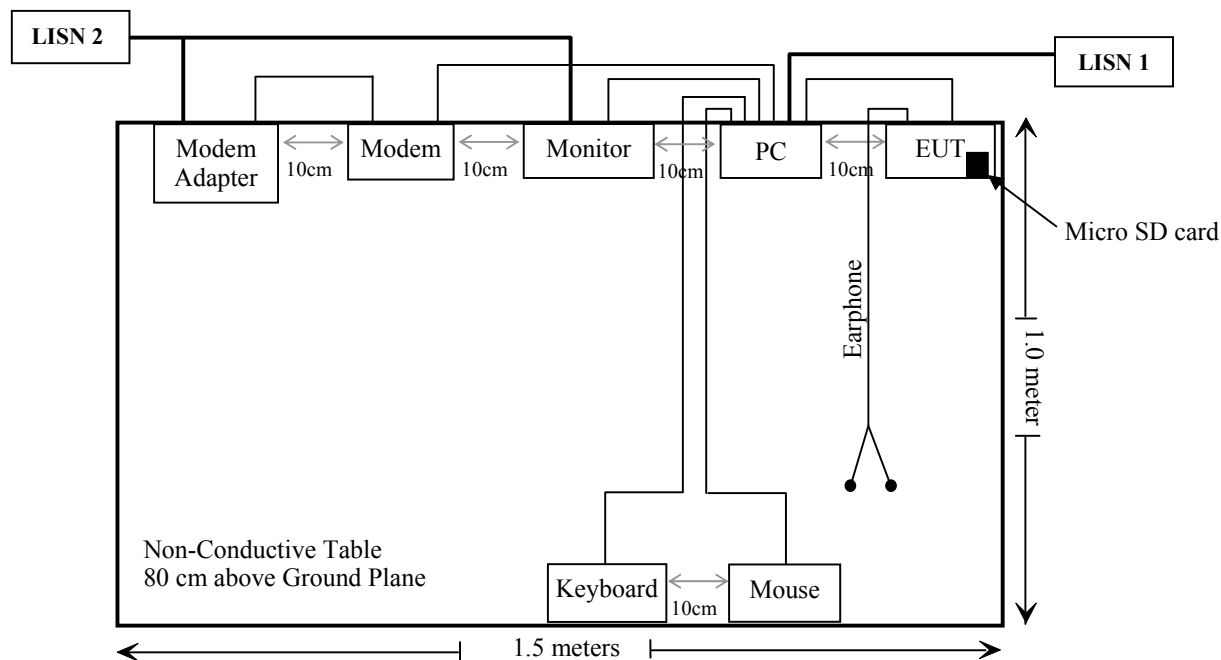 LISN 2
LISN 1
Modem
Adapter
10cm
Modem
10cm
Monitor
10cm
PC
10cm
EUT
Micro SD card
Earphone
1.0 meter
Non-Conductive Table
80 cm above Ground Plane
Keyboard
10cm
Mouse
1.5 meters